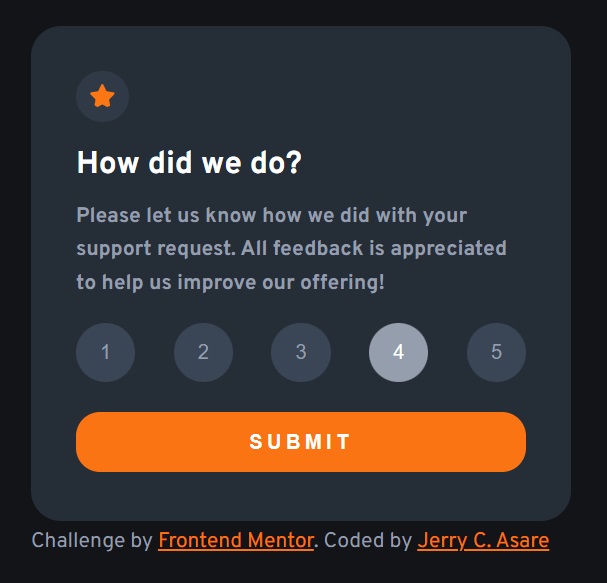 How did we do?
Please let us know how we did with your
support request. All feedback is appreciated
to help us improve our offering!
1 2 3 4 5
SUBMIT
Challenge by Frontend Mentor. Coded by Jerry C. Asare